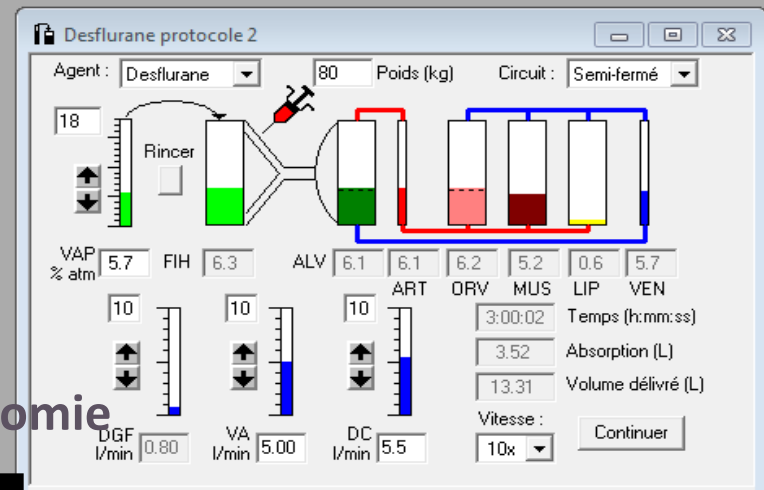 Desflurane protocole 2
Agent : Desflurane 80 Poids (kg) Circuit : Semi-fermé
18
Rincer
VAP % atm 5.7 FIH 6.3 ALV 6.1 6.1 6.2 5.2 0.6 5.7
ART ORV MUS LIP VEN
10 10 10
3:00:02 Temps (h:mm:ss)
3.52 Absorption (L)
13.31 Volume délivré (L)
omie
DGF l/min 0.80 VA l/min 5.00 DC l/min 5.5
Vitesse :
10x Continuer